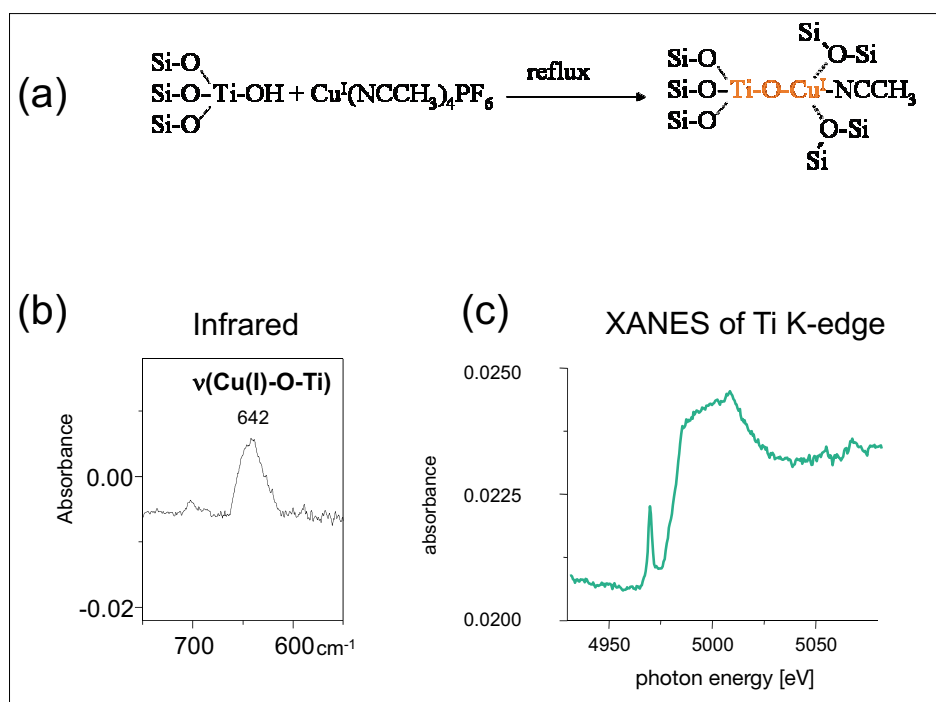 (a)
Si-O
Si-O-Ti-OH + Cuᴵ(NCCH₃)₄PF₆
Si-O
reflux
Si
O-Si
Si-O
Si-O-Ti-O-Cuᴵ-NCCH₃
Si-O
O-Si
Si
(b)
Infrared
ν(Cu(I)-O-Ti)
642
Absorbance
0.00
-0.02
700
600
cm⁻¹
(c)
XANES of Ti K-edge
0.0250
0.0225
0.0200
absorbance
4950
5000
5050
photon energy [eV]